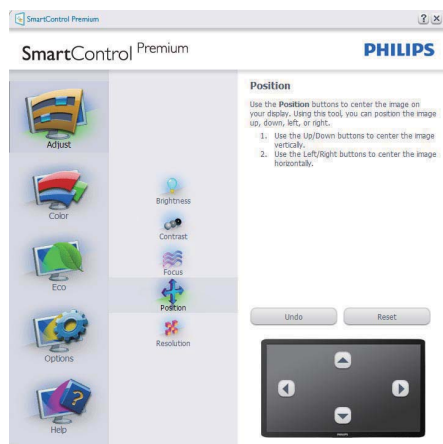 SmartControl Premium
SmartControl Premium
PHILIPS
Adjust
Color
Eco
Options
Help
Brightness
Contrast
Focus
Position
Resolution
Position
Use the Position buttons to center the image on
your display. Using this tool, you can position the image
up, down, left, or right.
1. Use the Up/Down buttons to center the image
vertically.
2. Use the Left/Right buttons to center the image
horizontally.
Undo
Reset
PHILIPS